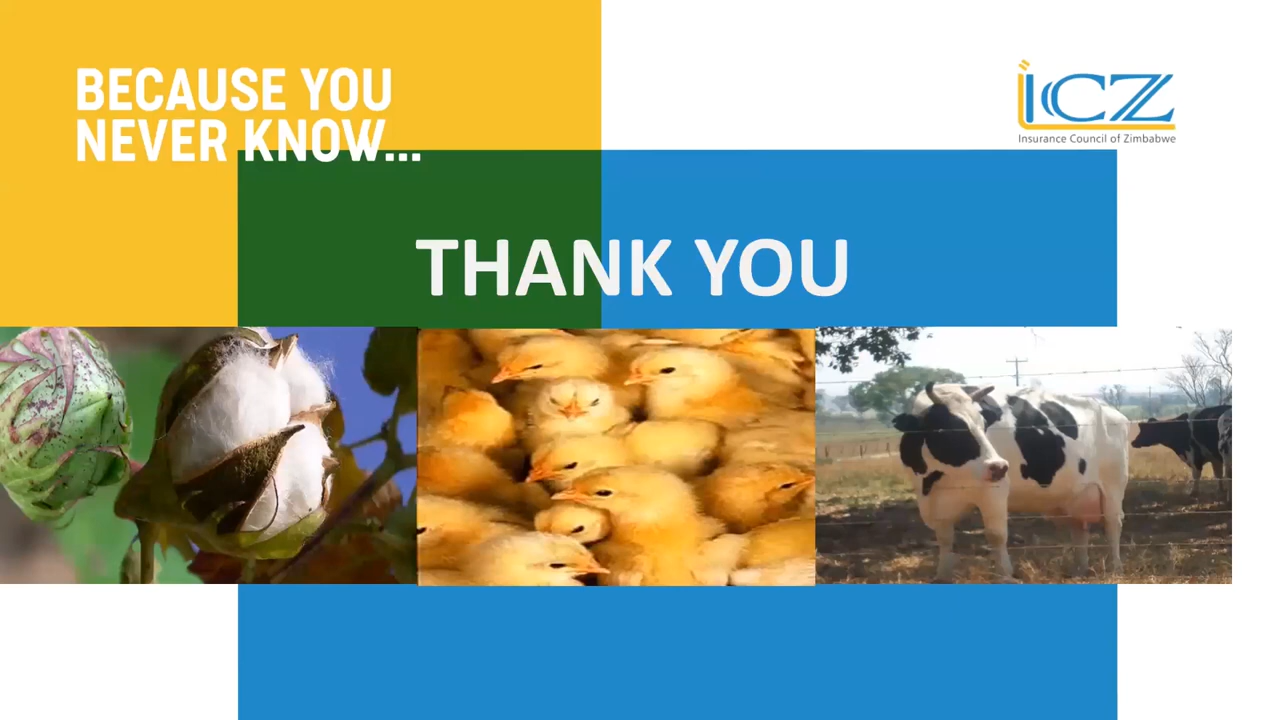 BECAUSE YOU
NEVER KNOW...
ICZ
Insurance Council of Zimbabwe
THANK YOU